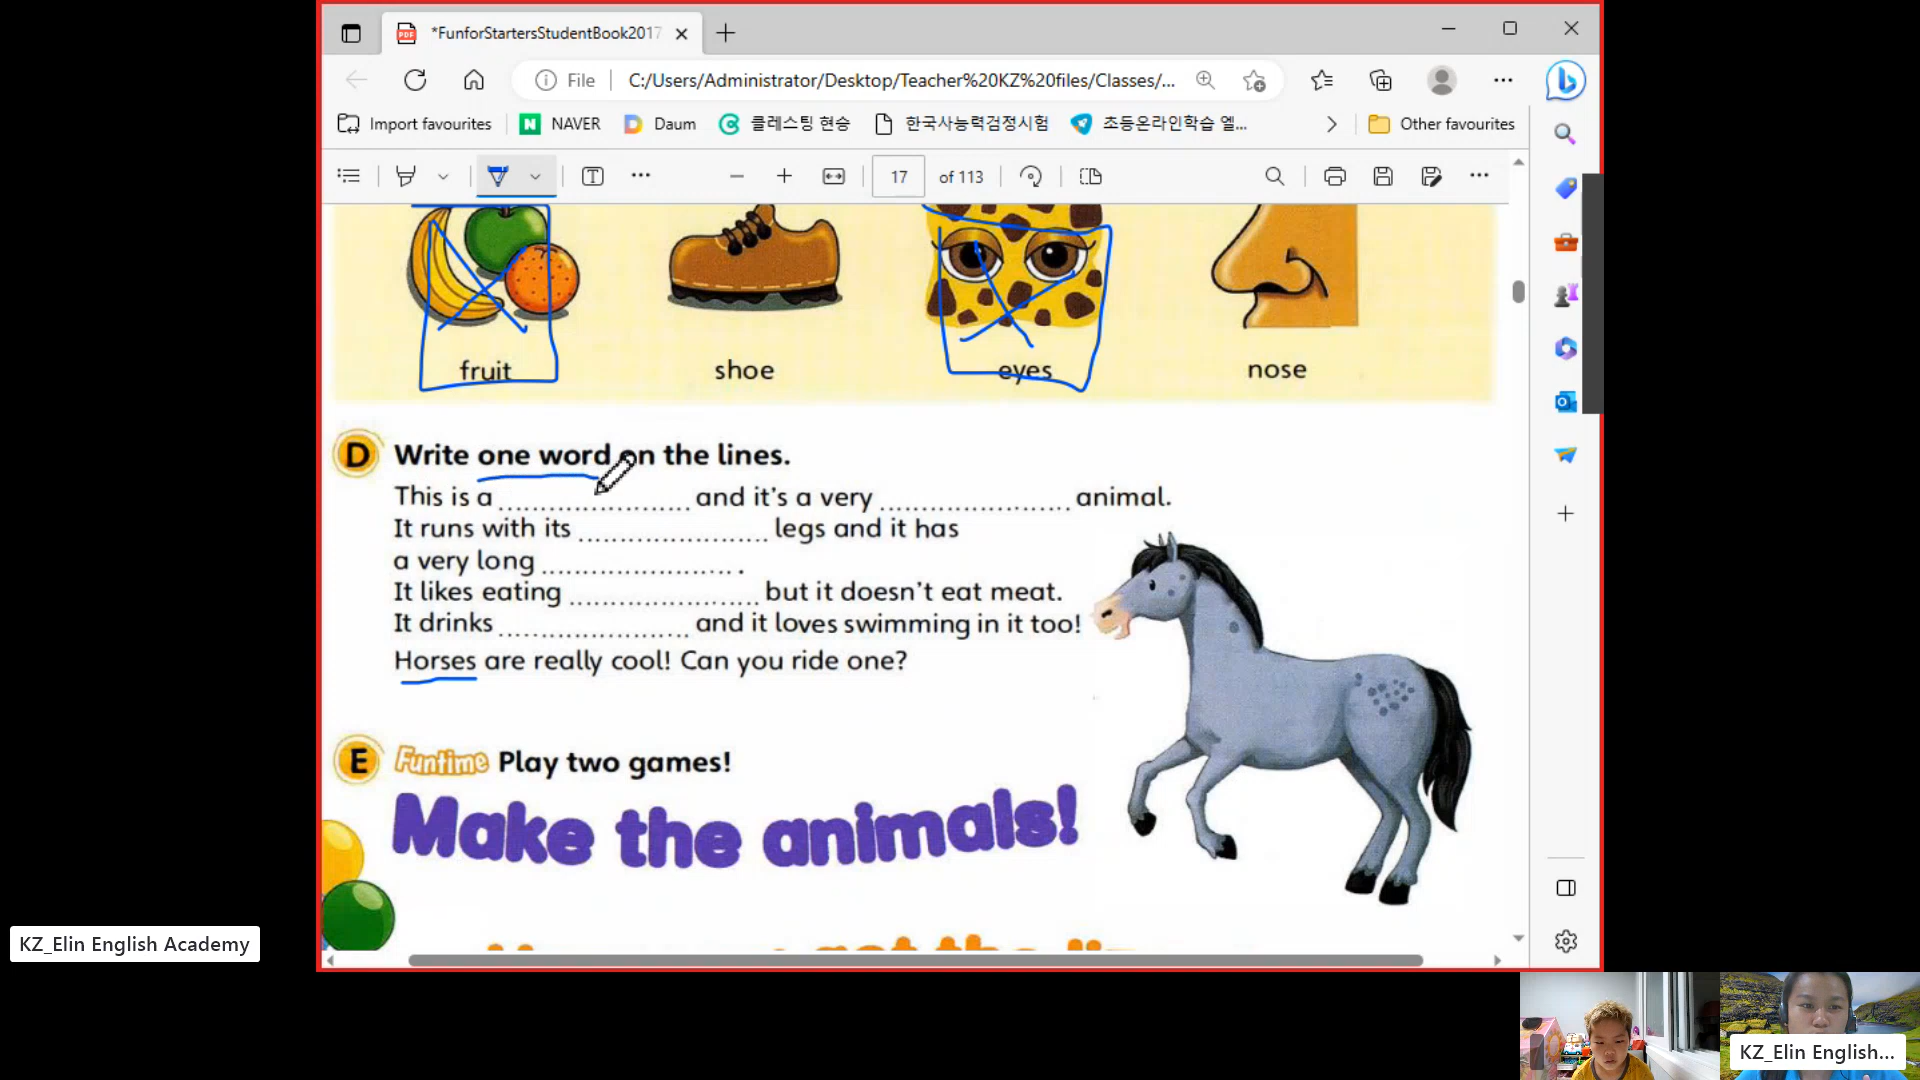 *FunforStartersStudentBook2017
File
C:/Users/Administrator/Desktop/Teacher%20KZ%20files/Classes/...
Import favourites
NAVER
Daum
클레스팅 현승
한국사능력검정시험
초등온라인학습 엘...
Other favourites
17 of 113
fruit
shoe
eyes
nose
D Write one word on the lines.
This is a ........................ and it's a very ........................ animal.
It runs with its ........................ legs and it has
a very long ........................ .
It likes eating ........................ but it doesn't eat meat.
It drinks ........................ and it loves swimming in it too!
Horses are really cool! Can you ride one?
E Funtime Play two games!
Make the animals!
KZ_Elin English Academy
KZ_Elin English...